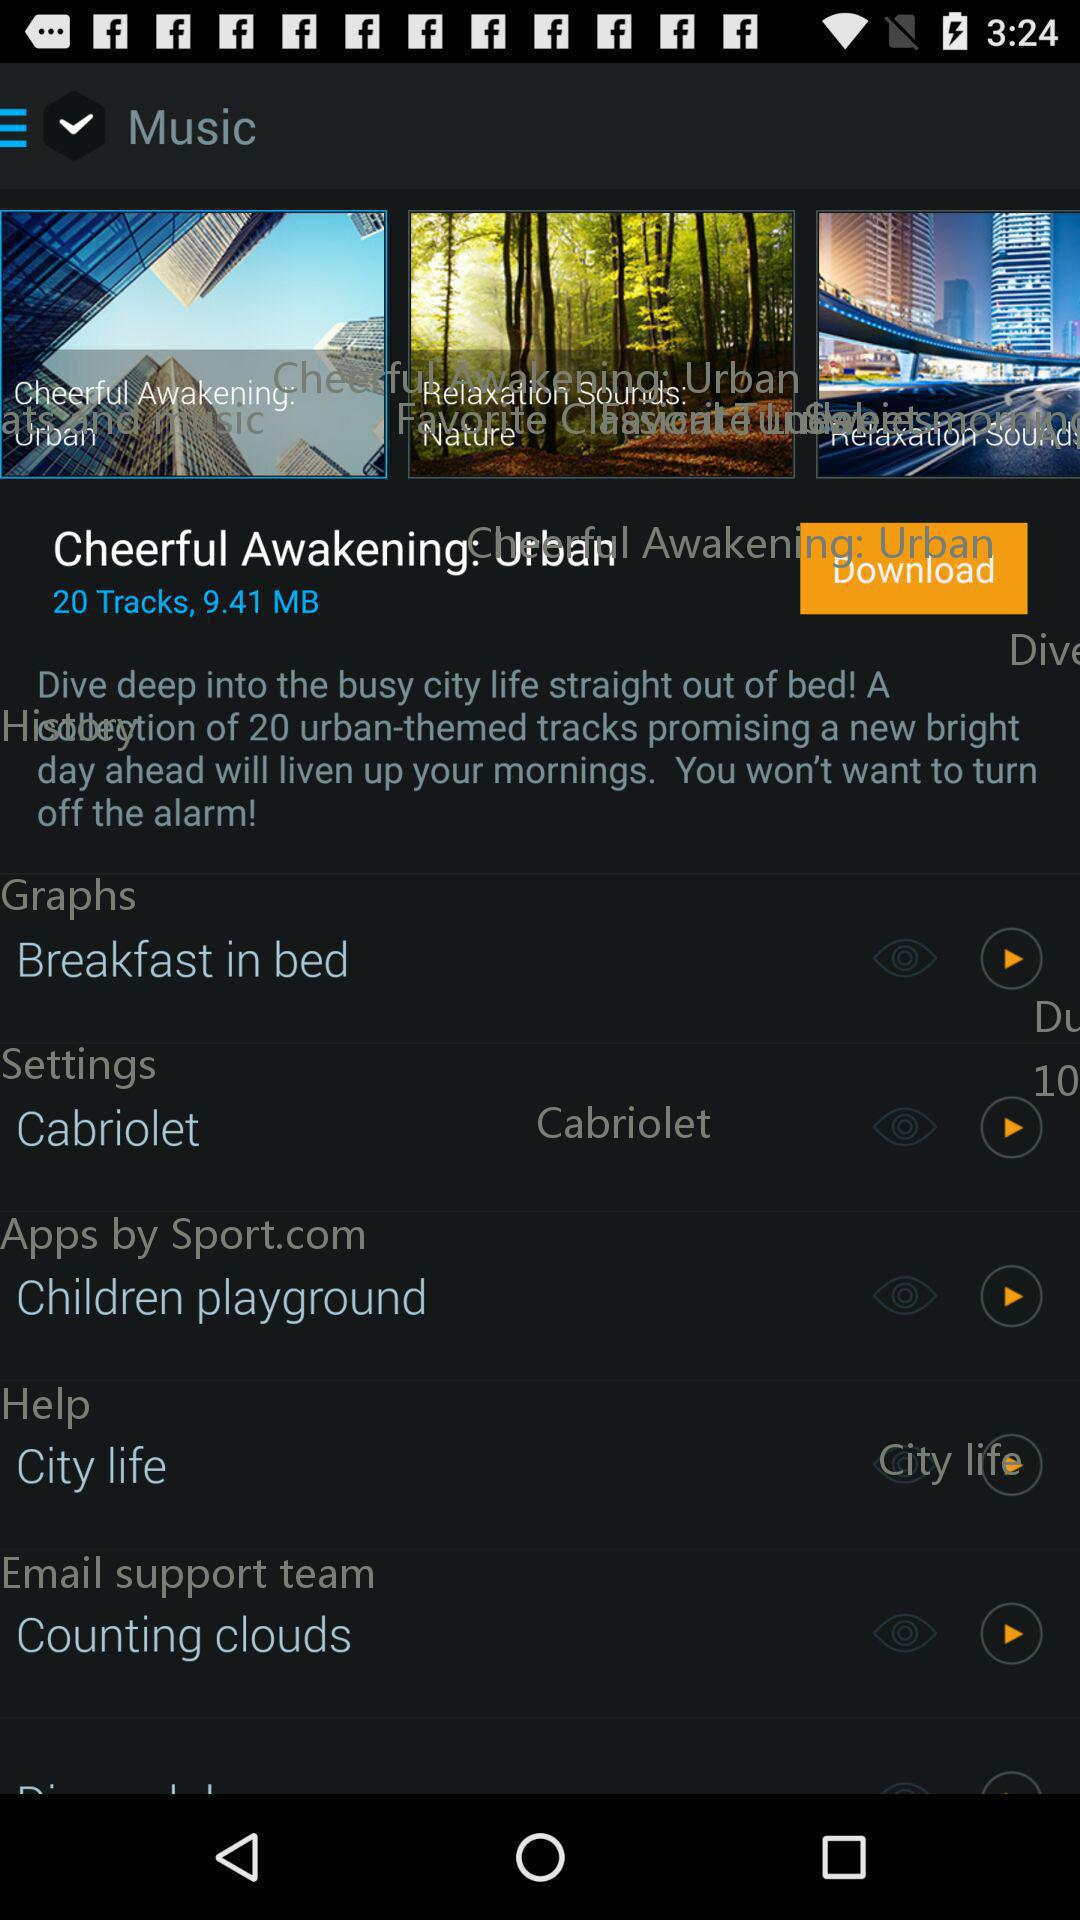 3:24
Music
Cheerful Awakening:
Urban
Relaxation Sounds:
Nature
Relaxation Sounds
Cheerful Awakening: Urban
ats and music
Favorite Classical Tunes
Favorite Lullabies
Cheerful Awakening: Urban
Cheerful Awakening: Urban
20 Tracks, 9.41 MB
Download
Dive
Dive deep into the busy city life straight out of bed! A
collection of 20 urban-themed tracks promising a new bright
day ahead will liven up your mornings. You won’t want to turn
off the alarm!
History
Graphs
Breakfast in bed
Du
Settings
10
Cabriolet
Cabriolet
Apps by Sport.com
Children playground
Help
City life
City life
Email support team
Counting clouds